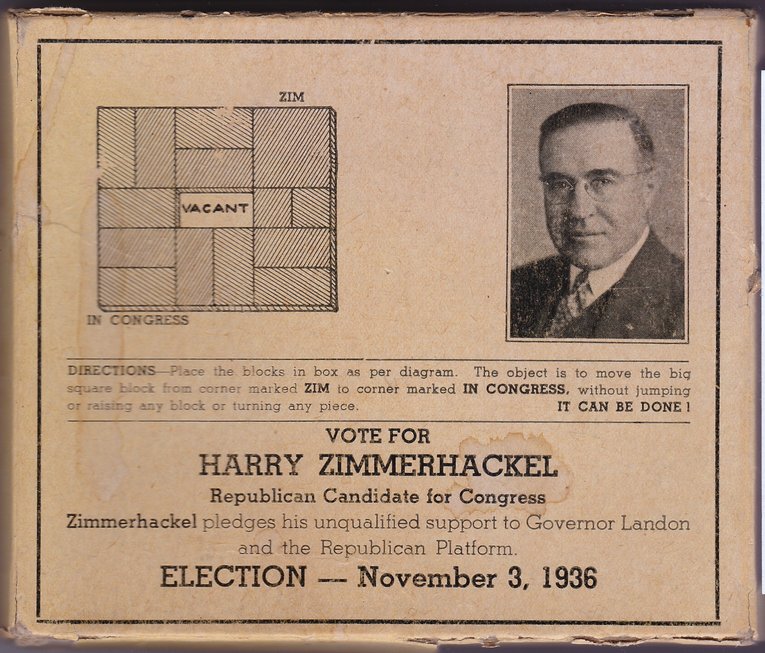 ZIM
VACANT
IN CONGRESS
DIRECTIONS—Place the blocks in box as per diagram. The object is to move the big
square block from corner marked ZIM to corner marked IN CONGRESS, without jumping
or raising any block or turning any piece. IT CAN BE DONE!
VOTE FOR
HARRY ZIMMERHACKEL
Republican Candidate for Congress
Zimmerhackel pledges his unqualified support to Governor Landon
and the Republican Platform.
ELECTION — November 3, 1936